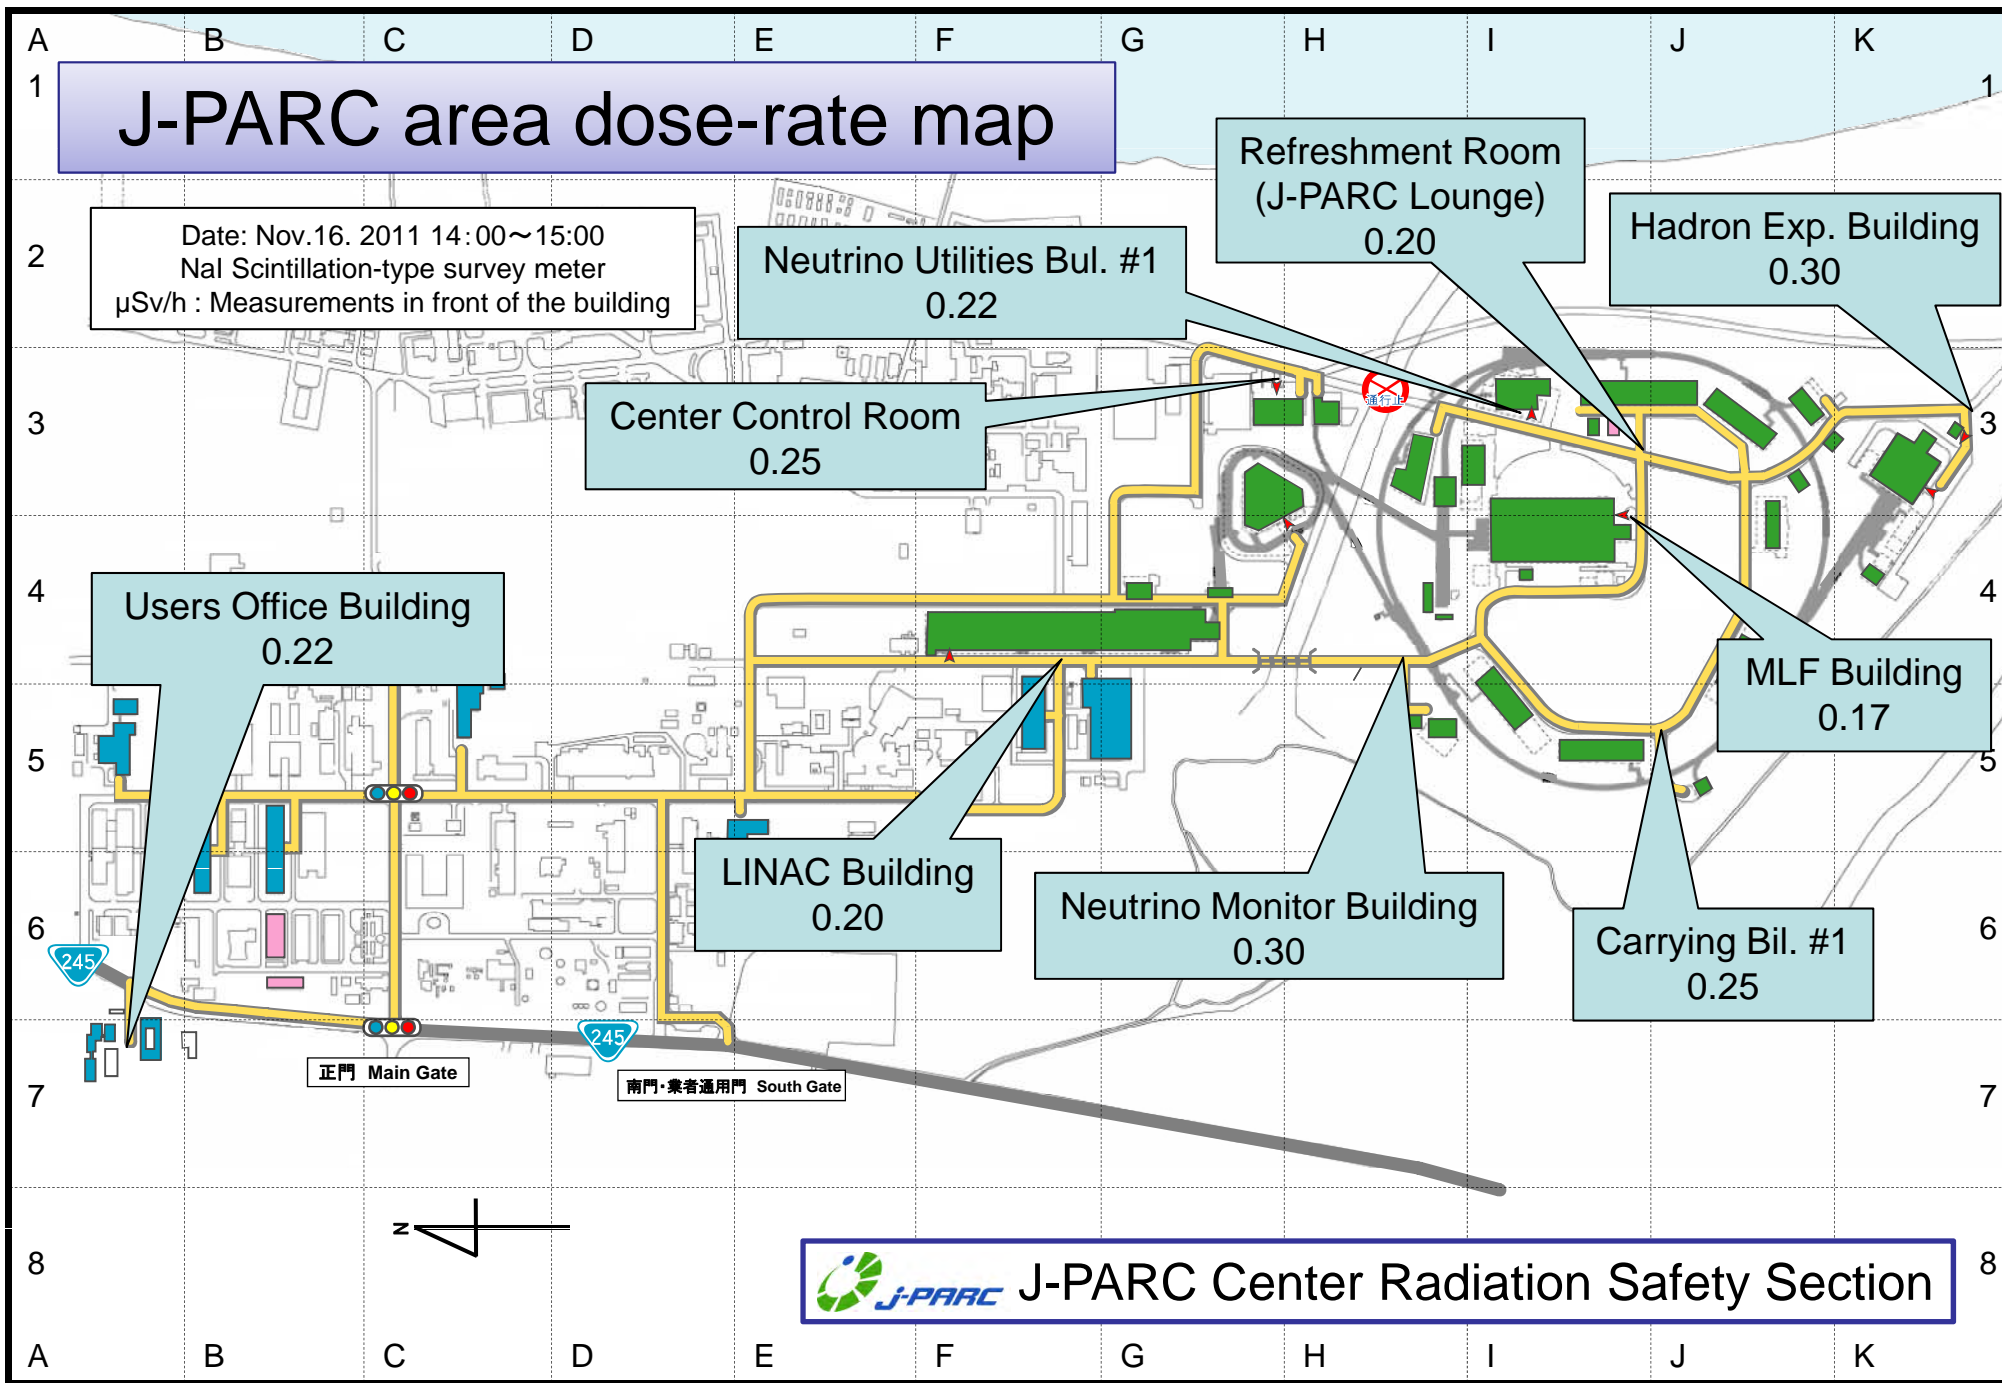 A B C D E F G H I J K
1 1
J-PARC area dose-rate map
Refreshment Room
(J-PARC Lounge)
0.20
Hadron Exp. Building
0.30
2
Date: Nov.16. 2011 14:00～15:00
NaI Scintillation-type survey meter
μSv/h : Measurements in front of the building
Neutrino Utilities Bul. #1
0.22
通行止
3 3
Center Control Room
0.25
4 4
Users Office Building
0.22
MLF Building
0.17
5 5
LINAC Building
0.20
Neutrino Monitor Building
0.30
Carrying Bil. #1
0.25
6 6
245
245
正門 Main Gate
南門・業者通用門 South Gate
7 7
N
8 8
J-PARC J-PARC Center Radiation Safety Section
A B C D E F G H I J K